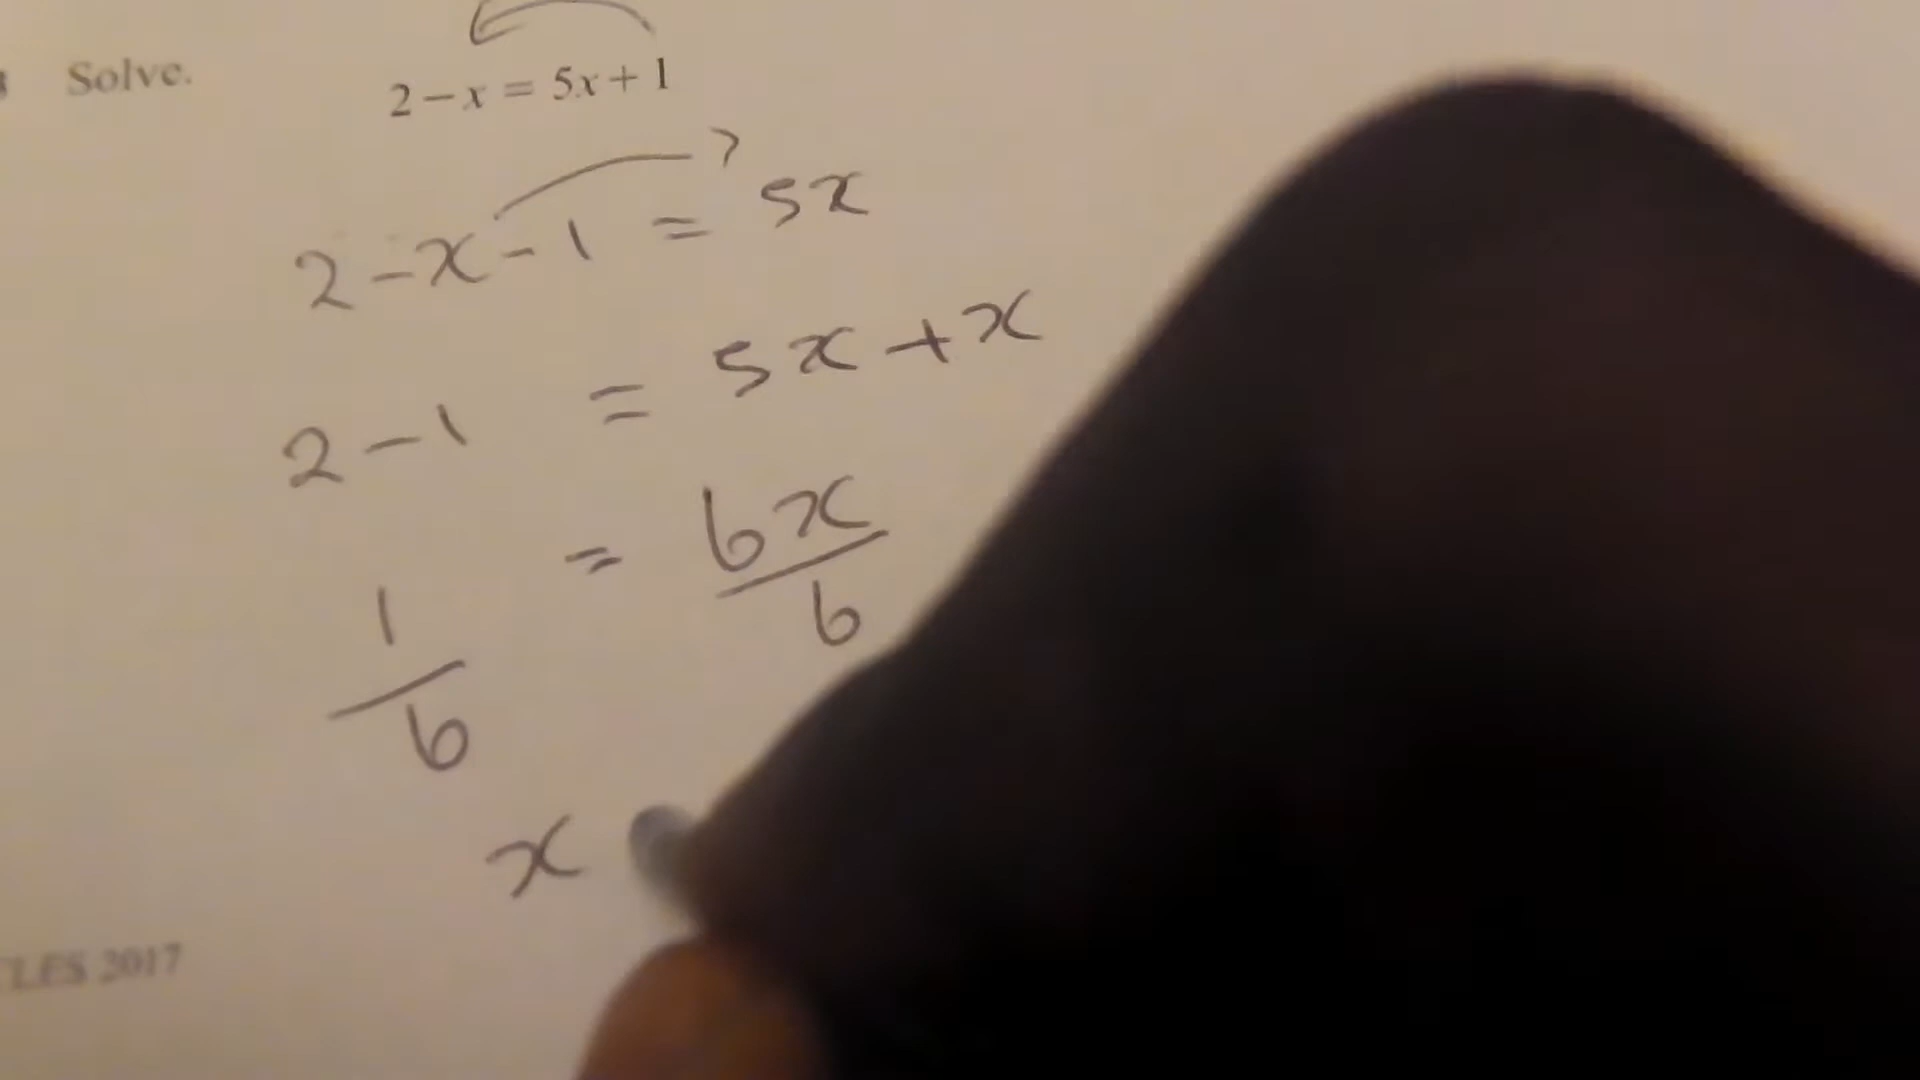 Solve.
2 − x = 5x + 1
2 − x − 1 = 5x
2 − 1 = 5x + x
1/6 = 6x/6
x
LES 2017